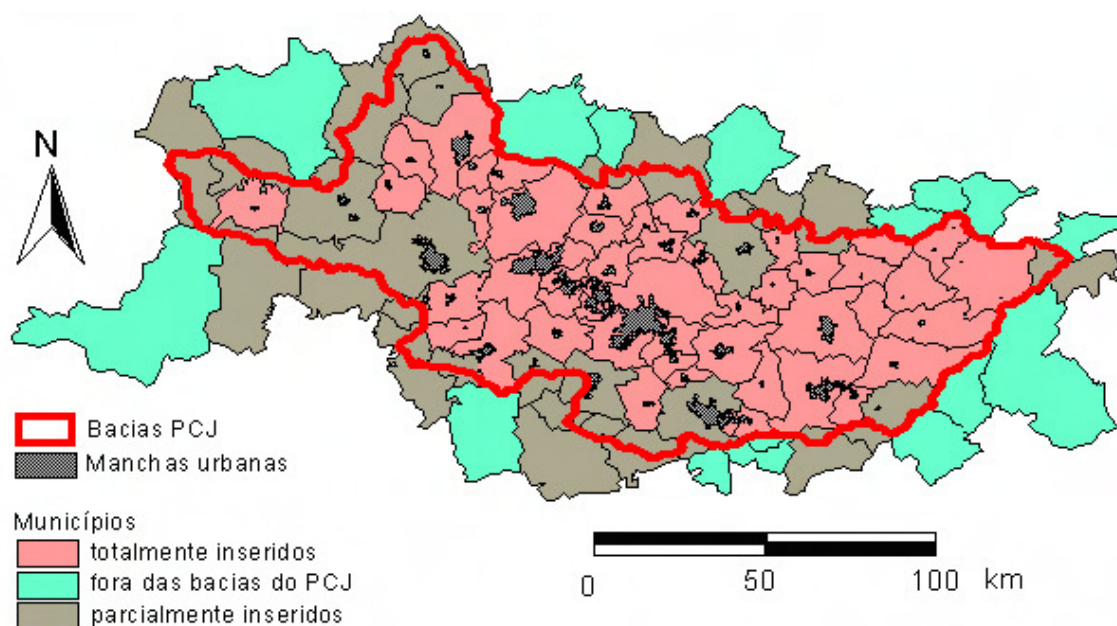 N
Bacias PCJ
Manchas urbanas
Municípios
totalmente inseridos
fora das bacias do PCJ
parcialmente inseridos
0 50 100 km